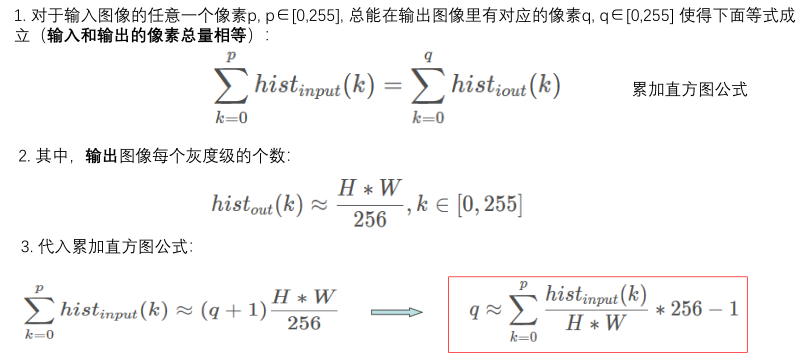 1. 对于输入图像的任意一个像素p, p∈[0,255], 总能在输出图像里有对应的像素q, q∈[0,255] 使得下面等式成
立（输入和输出的像素总量相等）：
\sum_{k=0}^{p} hist_{input}(k) = \sum_{k=0}^{q} hist_{iout}(k) 累加直方图公式
2. 其中，输出图像每个灰度级的个数:
hist_{out}(k) ≈ \frac{H * W}{256}, k ∈ [0, 255]
3. 代入累加直方图公式:
\sum_{k=0}^{p} hist_{input}(k) ≈ (q + 1) \frac{H * W}{256} q ≈ \sum_{k=0}^{p} \frac{hist_{input}(k)}{H * W} * 256 − 1